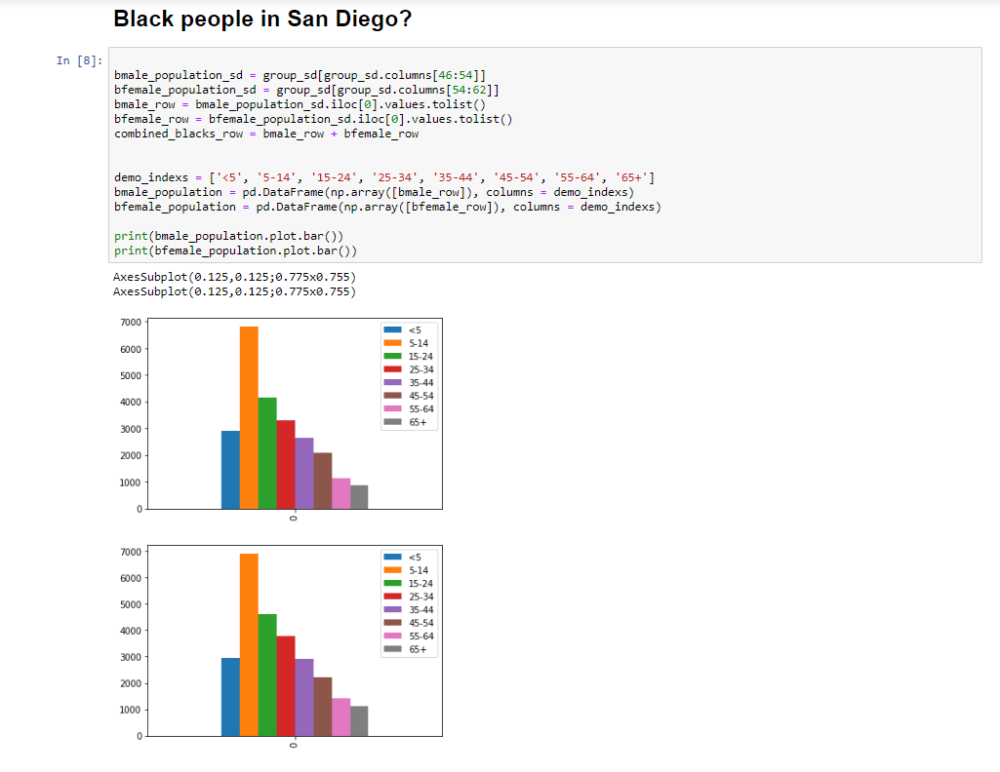 Black people in San Diego?
In [8]:
bmale_population_sd = group_sd[group_sd.columns[46:54]]
bfemale_population_sd = group_sd[group_sd.columns[54:62]]
bmale_row = bmale_population_sd.iloc[0].values.tolist()
bfemale_row = bfemale_population_sd.iloc[0].values.tolist()
combined_blacks_row = bmale_row + bfemale_row
demo_indexs = ['<5', '5-14', '15-24', '25-34', '35-44', '45-54', '55-64', '65+']
bmale_population = pd.DataFrame(np.array([bmale_row]), columns = demo_indexs)
bfemale_population = pd.DataFrame(np.array([bfemale_row]), columns = demo_indexs)
print(bmale_population.plot.bar())
print(bfemale_population.plot.bar())
AxesSubplot(0.125,0.125;0.775x0.755)
AxesSubplot(0.125,0.125;0.775x0.755)
7000
6000
5000
4000
3000
2000
1000
0
<5
5-14
15-24
25-34
35-44
45-54
55-64
65+
0
7000
6000
5000
4000
3000
2000
1000
0
<5
5-14
15-24
25-34
35-44
45-54
55-64
65+
0